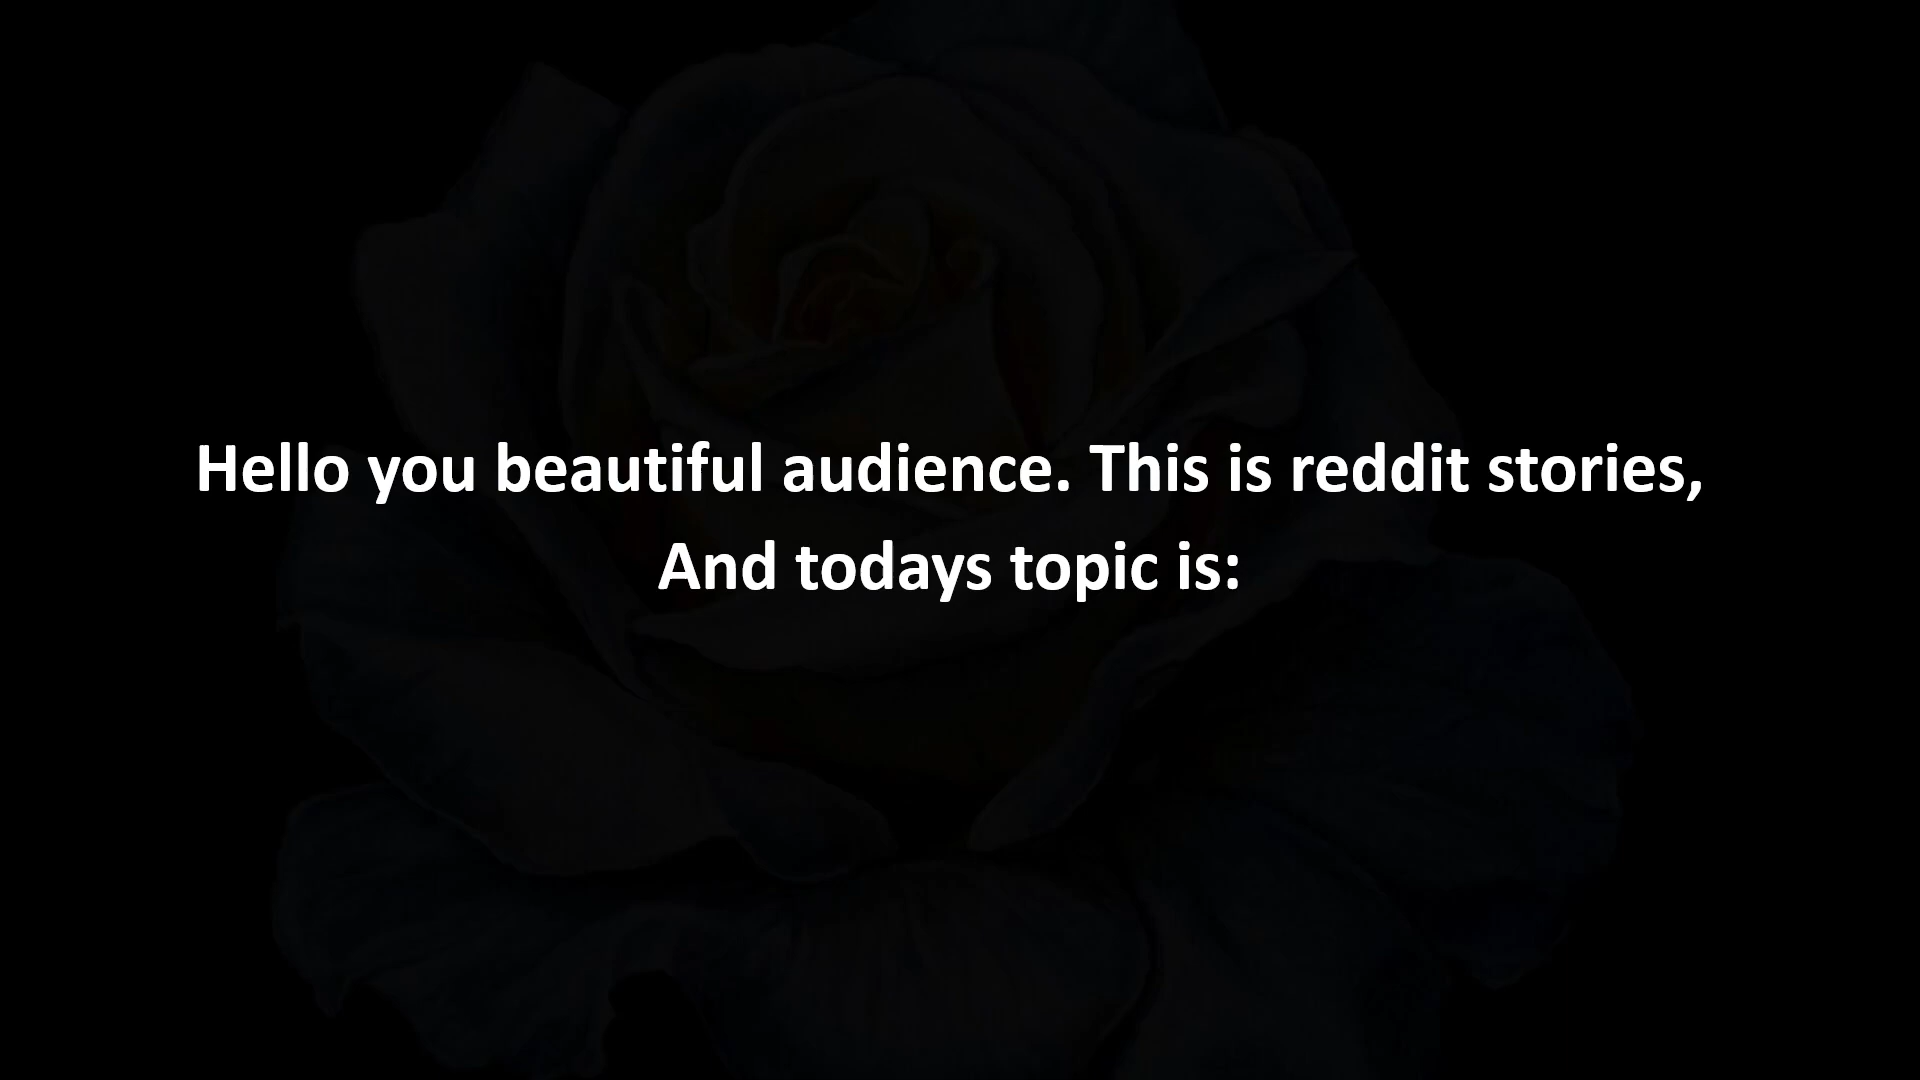 Hello you beautiful audience. This is reddit stories,
And todays topic is: